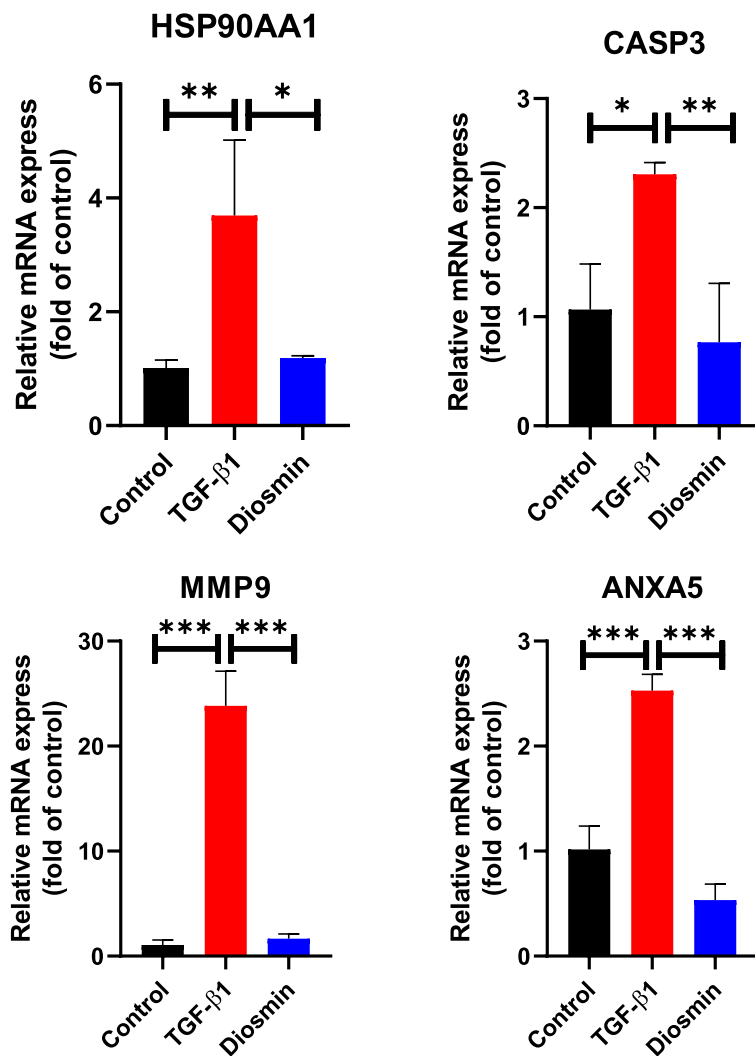 HSP90AA1
Relative mRNA express
(fold of control)
6
4
2
0
** *
Control
TGF-β1
Diosmin
CASP3
Relative mRNA express
(fold of control)
3
2
1
0
* **
Control
TGF-β1
Diosmin
MMP9
Relative mRNA express
(fold of control)
30
20
10
0
*** ***
Control
TGF-β1
Diosmin
ANXA5
Relative mRNA express
(fold of control)
3
2
1
0
*** ***
Control
TGF-β1
Diosmin